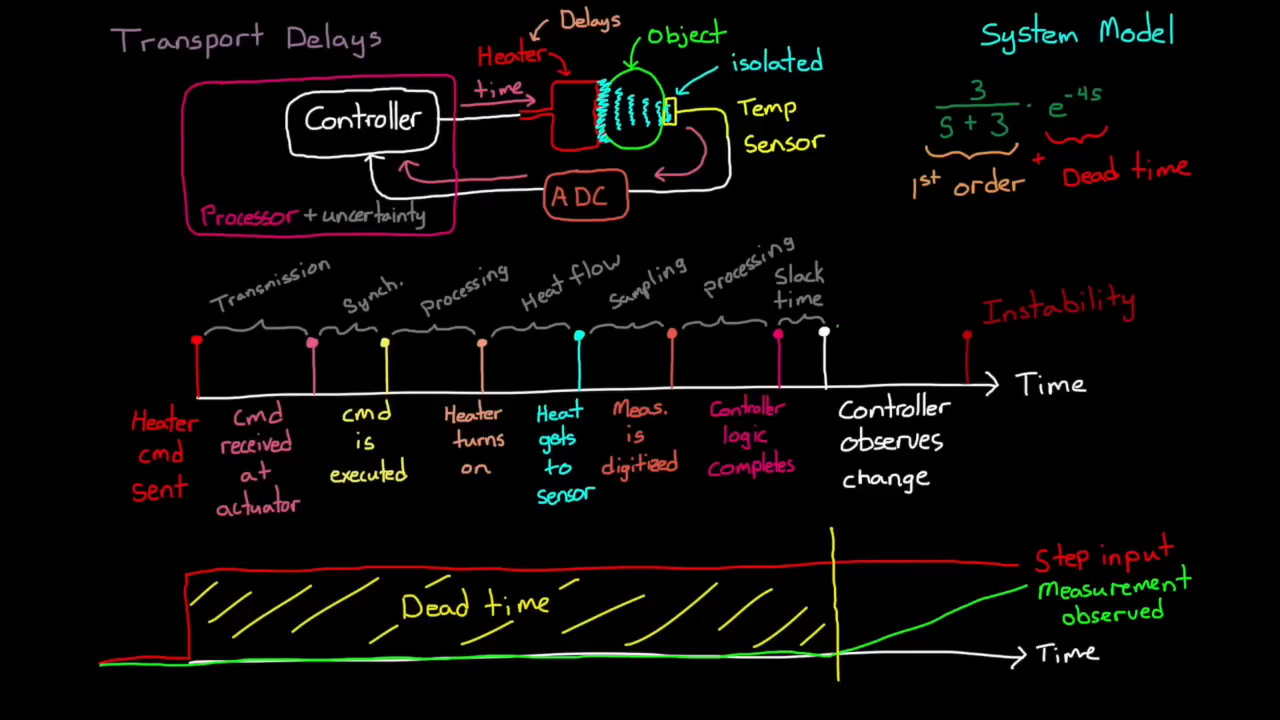 Transport Delays
Delays
Heater
Object
isolated
System Model
time
Controller
Temp
sensor
ADC
Processor + uncertainty
3
s + 3
· e^-4s
1st order
+
Dead time
Transmission
Synch.
Processing
Heat flow
Sampling
processing
Slack
time
Instability
Time
Heater
cmd
sent
Cmd
received
at
actuator
cmd
is
executed
Heater
turns
on
Heat
gets
to
sensor
Meas.
is
digitized
Controller
logic
completes
Controller
observes
change
Dead time
Step input
Measurement
observed
Time